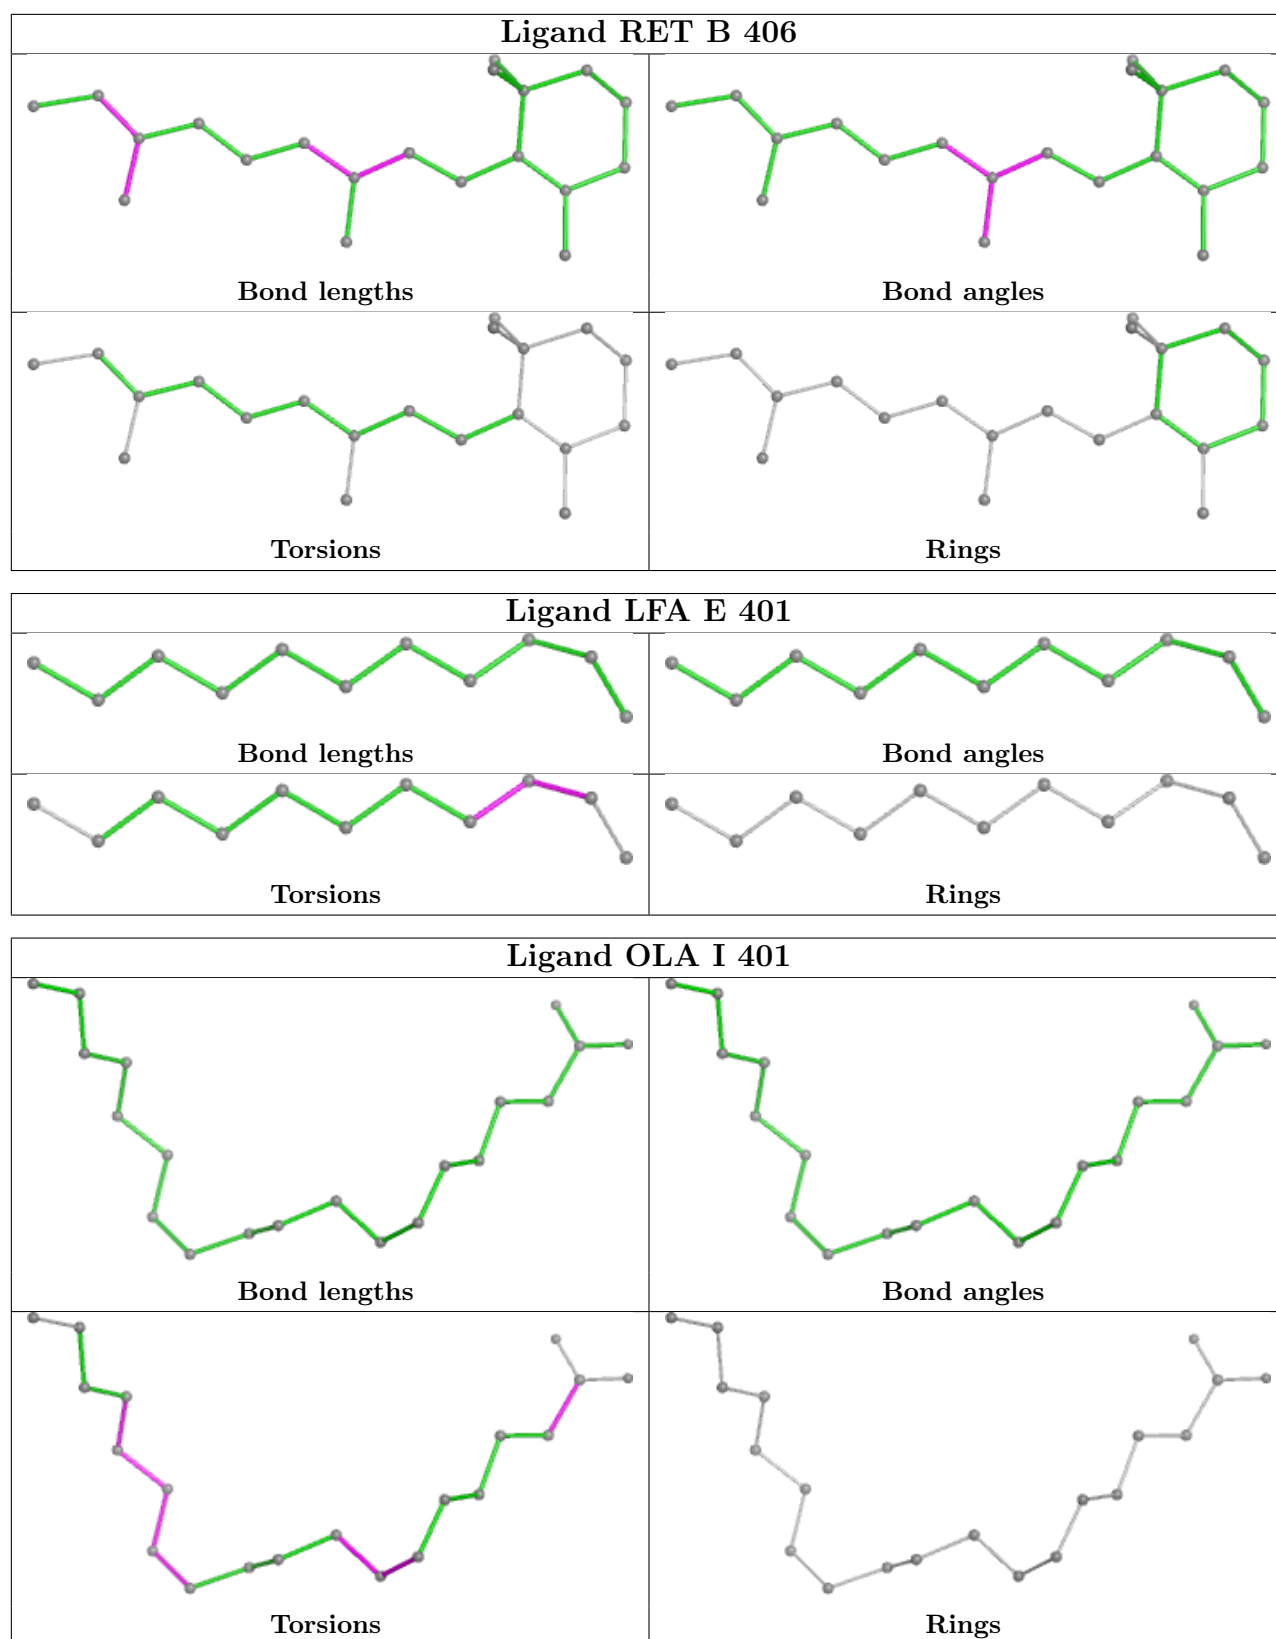 Ligand RET B 406
Bond lengths
Bond angles
Torsions
Rings
Ligand LFA E 401
Bond lengths
Bond angles
Torsions
Rings
Ligand OLA I 401
Bond lengths
Bond angles
Torsions
Rings